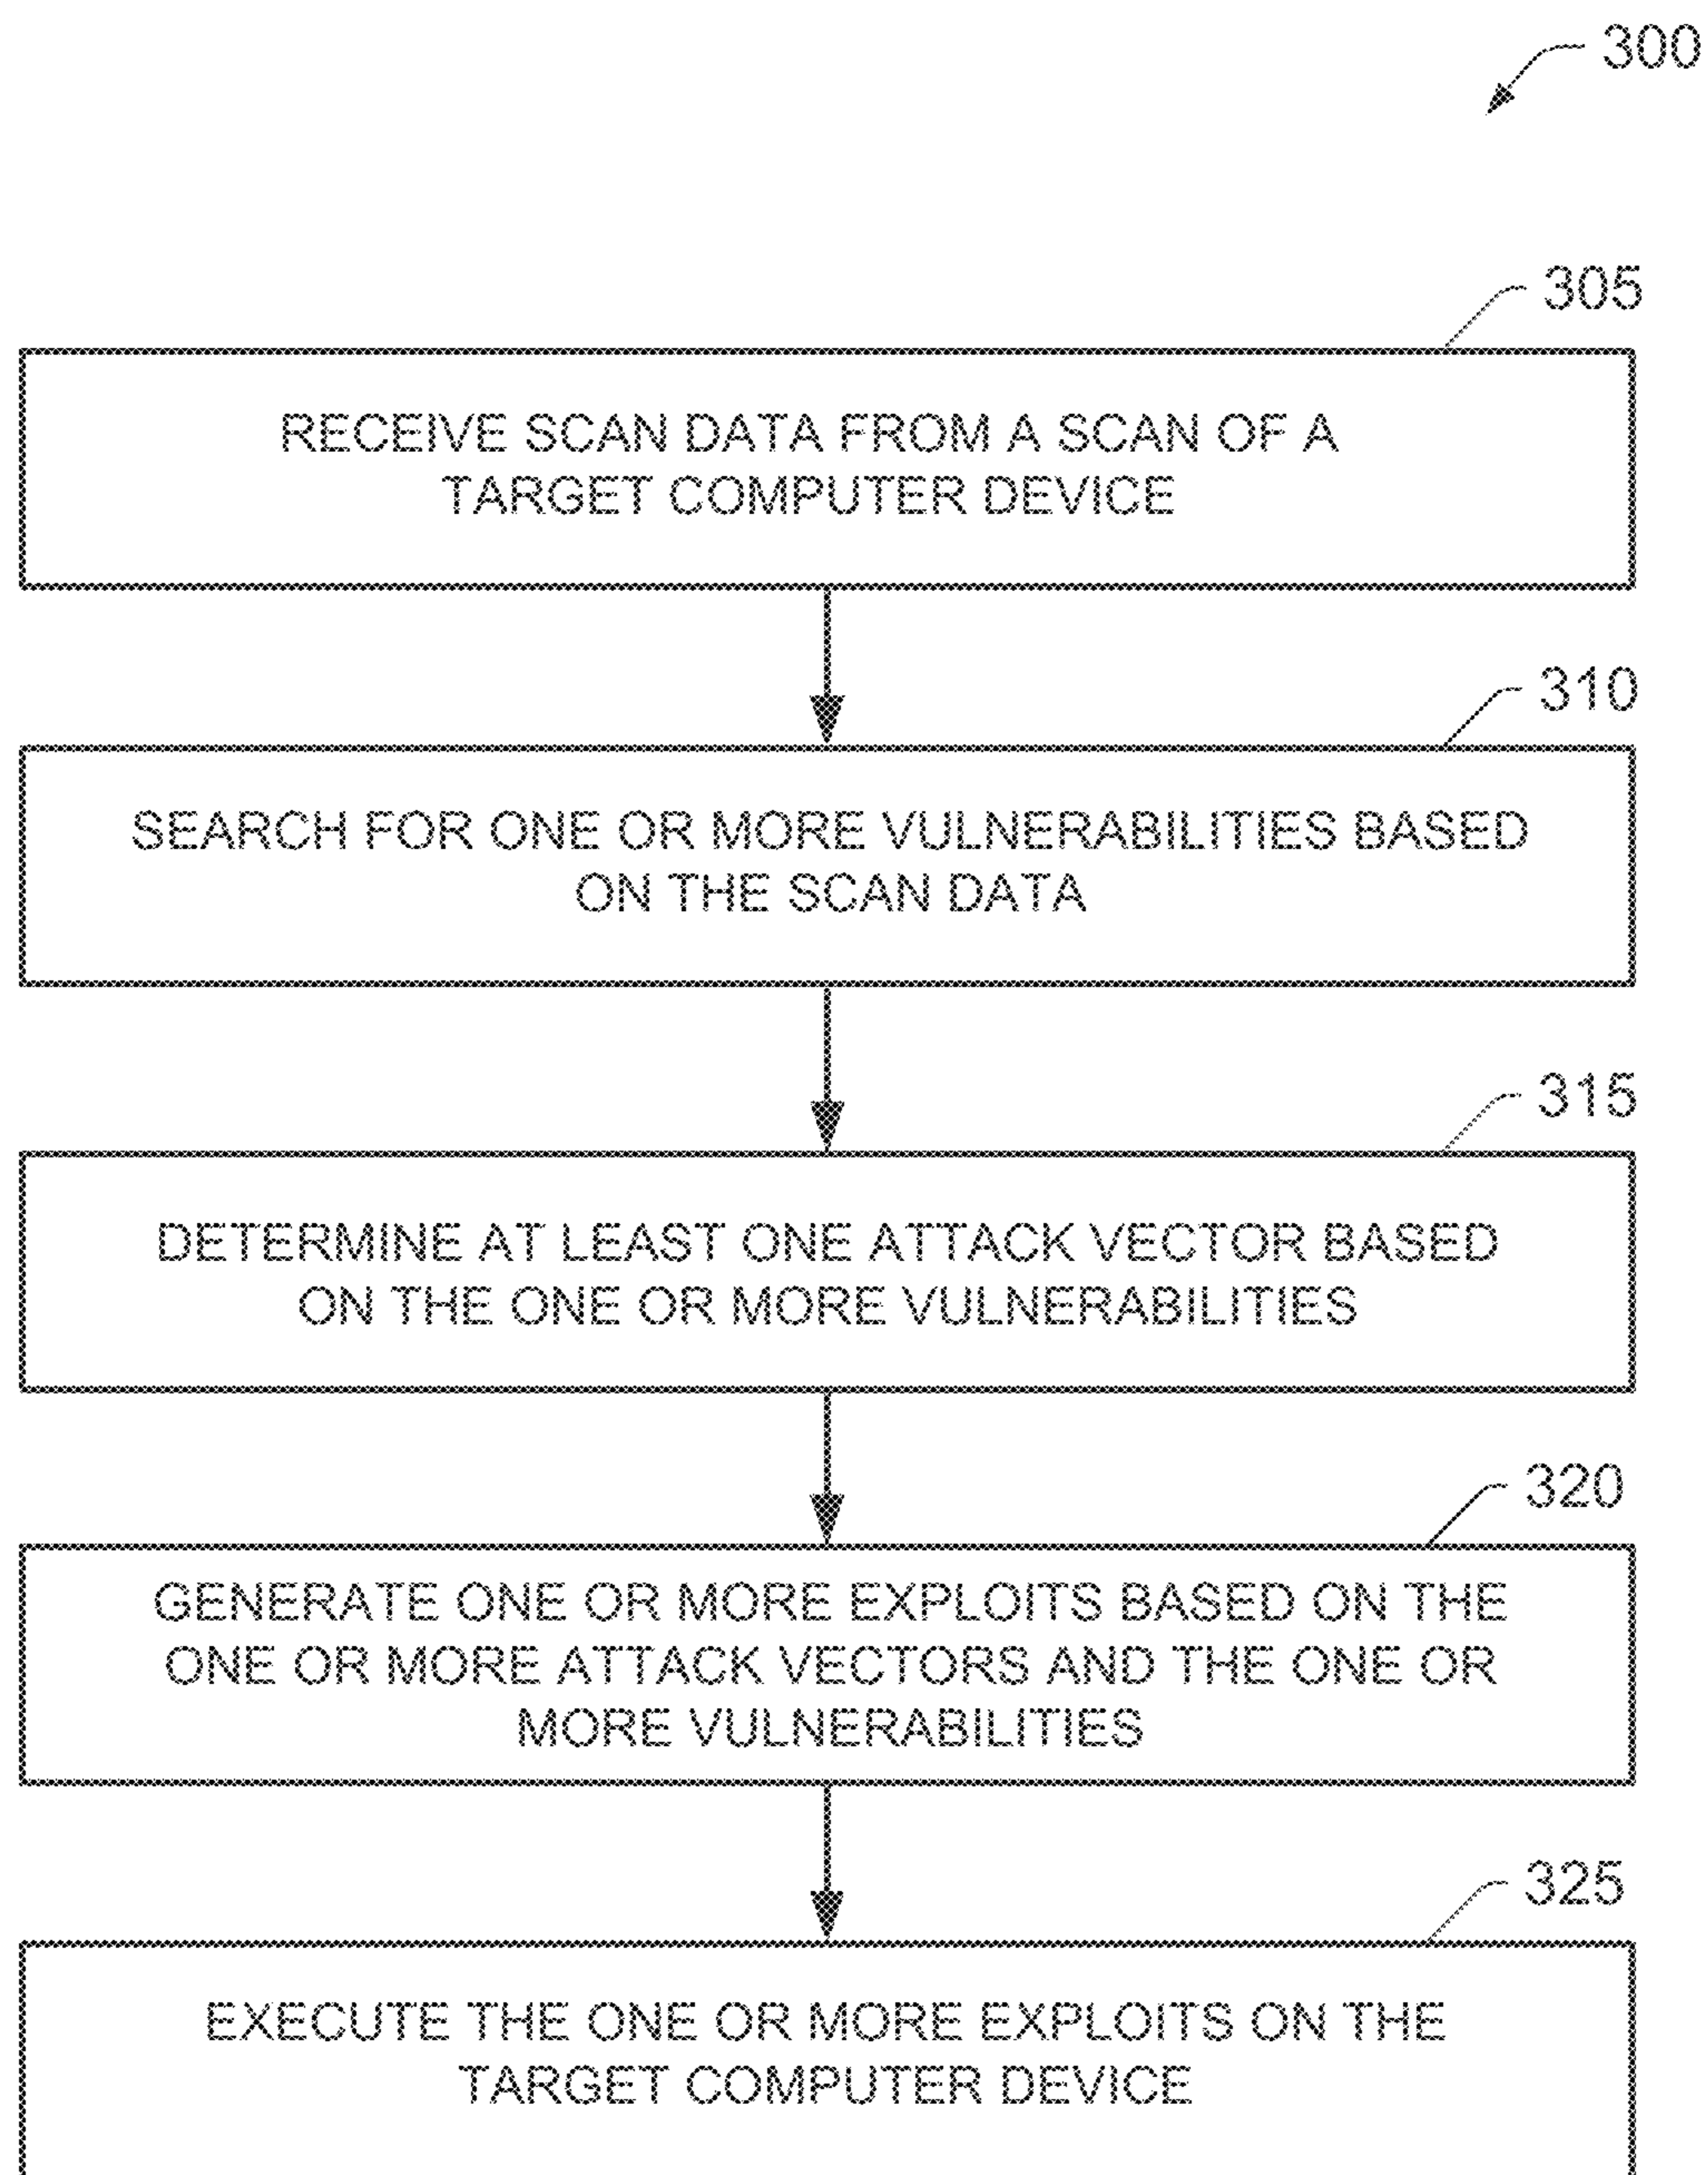 300
305
RECEIVE SCAN DATA FROM A SCAN OF A
TARGET COMPUTER DEVICE
310
SEARCH FOR ONE OR MORE VULNERABILITIES BASED
ON THE SCAN DATA
315
DETERMINE AT LEAST ONE ATTACK VECTOR BASED
ON THE ONE OR MORE VULNERABILITIES
320
GENERATE ONE OR MORE EXPLOITS BASED ON THE
ONE OR MORE ATTACK VECTORS AND THE ONE OR
MORE VULNERABILITIES
325
EXECUTE THE ONE OR MORE EXPLOITS ON THE
TARGET COMPUTER DEVICE